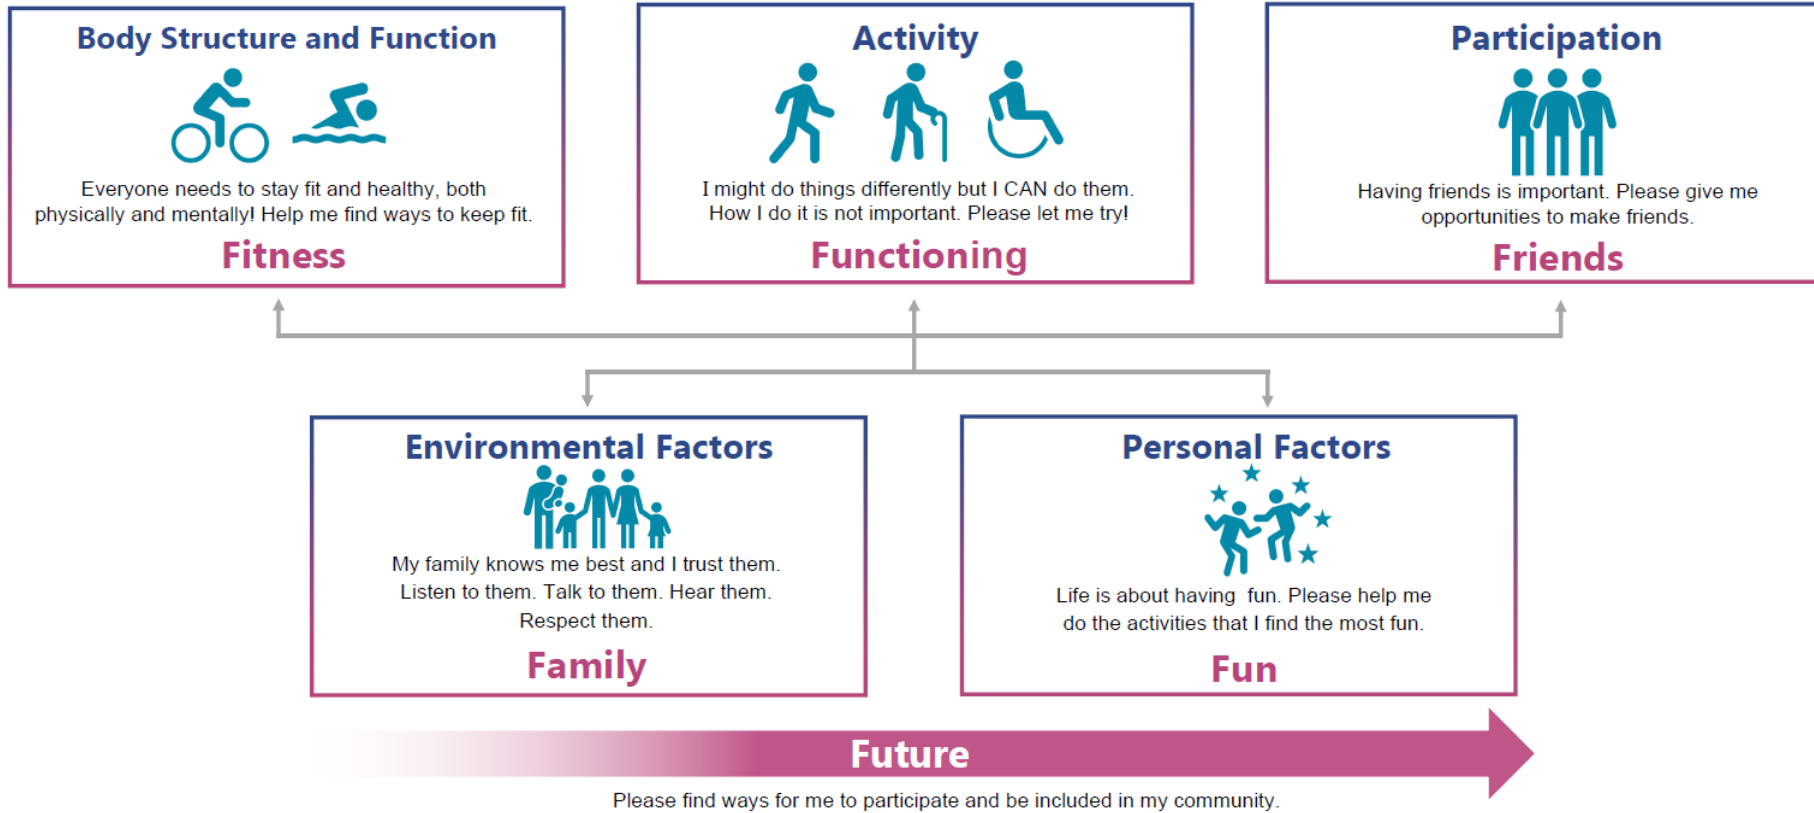 Body Structure and Function
Everyone needs to stay fit and healthy, both
physically and mentally! Help me find ways to keep fit.
Fitness
Activity
I might do things differently but I CAN do them.
How I do it is not important. Please let me try!
Functioning
Participation
Having friends is important. Please give me
opportunities to make friends.
Friends
Environmental Factors
My family knows me best and I trust them.
Listen to them. Talk to them. Hear them.
Respect them.
Family
Personal Factors
Life is about having  fun. Please help me
do the activities that I find the most fun.
Fun
Future
Please find ways for me to participate and be included in my community.